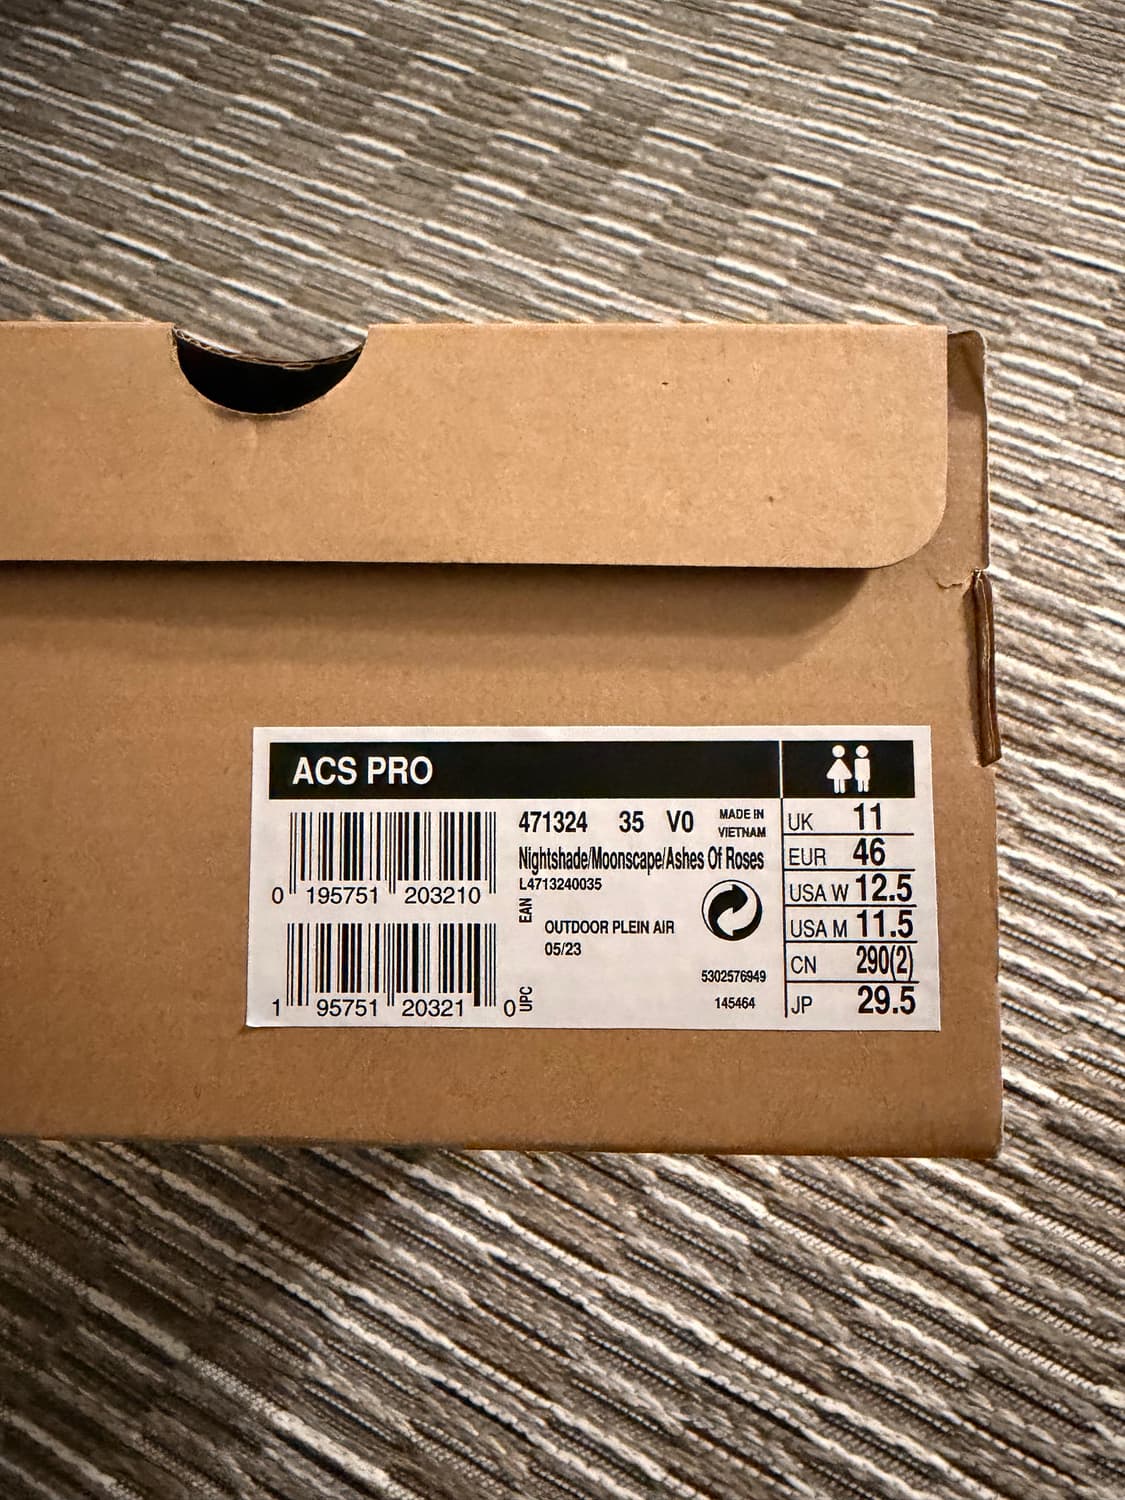 ACS PRO
471324 35 V0 MADE IN VIETNAM
Nightshade/Moonscape/Ashes Of Roses
L4713240035
0 195751 203210 EAN
OUTDOOR PLEIN AIR
05/23
5302576949
145464
1 95751 20321 0 UPC
UK 11
EUR 46
USA W 12.5
USA M 11.5
CN 290(2)
JP 29.5